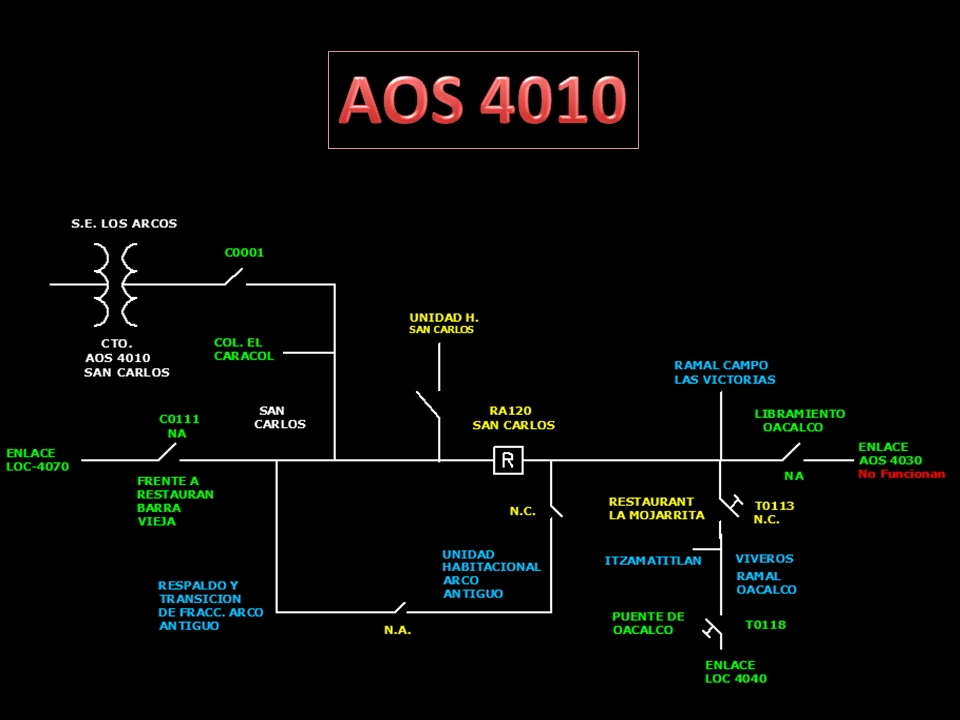 AOS 4010
S.E. LOS ARCOS
C0001
CTO.
AOS 4010
SAN CARLOS
COL. EL
CARACOL
UNIDAD H.
SAN CARLOS
RAMAL CAMPO
LAS VICTORIAS
C0111
NA
SAN
CARLOS
RA120
SAN CARLOS
LIBRAMIENTO
OACALCO
ENLACE
LOC-4070
R
ENLACE
AOS 4030
No Funcionan
NA
FRENTE A
RESTAURAN
BARRA
VIEJA
N.C.
RESTAURANT
LA MOJARRITA
T0113
N.C.
UNIDAD
HABITACIONAL
ARCO
ANTIGUO
ITZAMATITLAN
VIVEROS
RAMAL
OACALCO
RESPALDO Y
TRANSICION
DE FRACC. ARCO
ANTIGUO
N.A.
PUENTE DE
OACALCO
T0118
ENLACE
LOC 4040